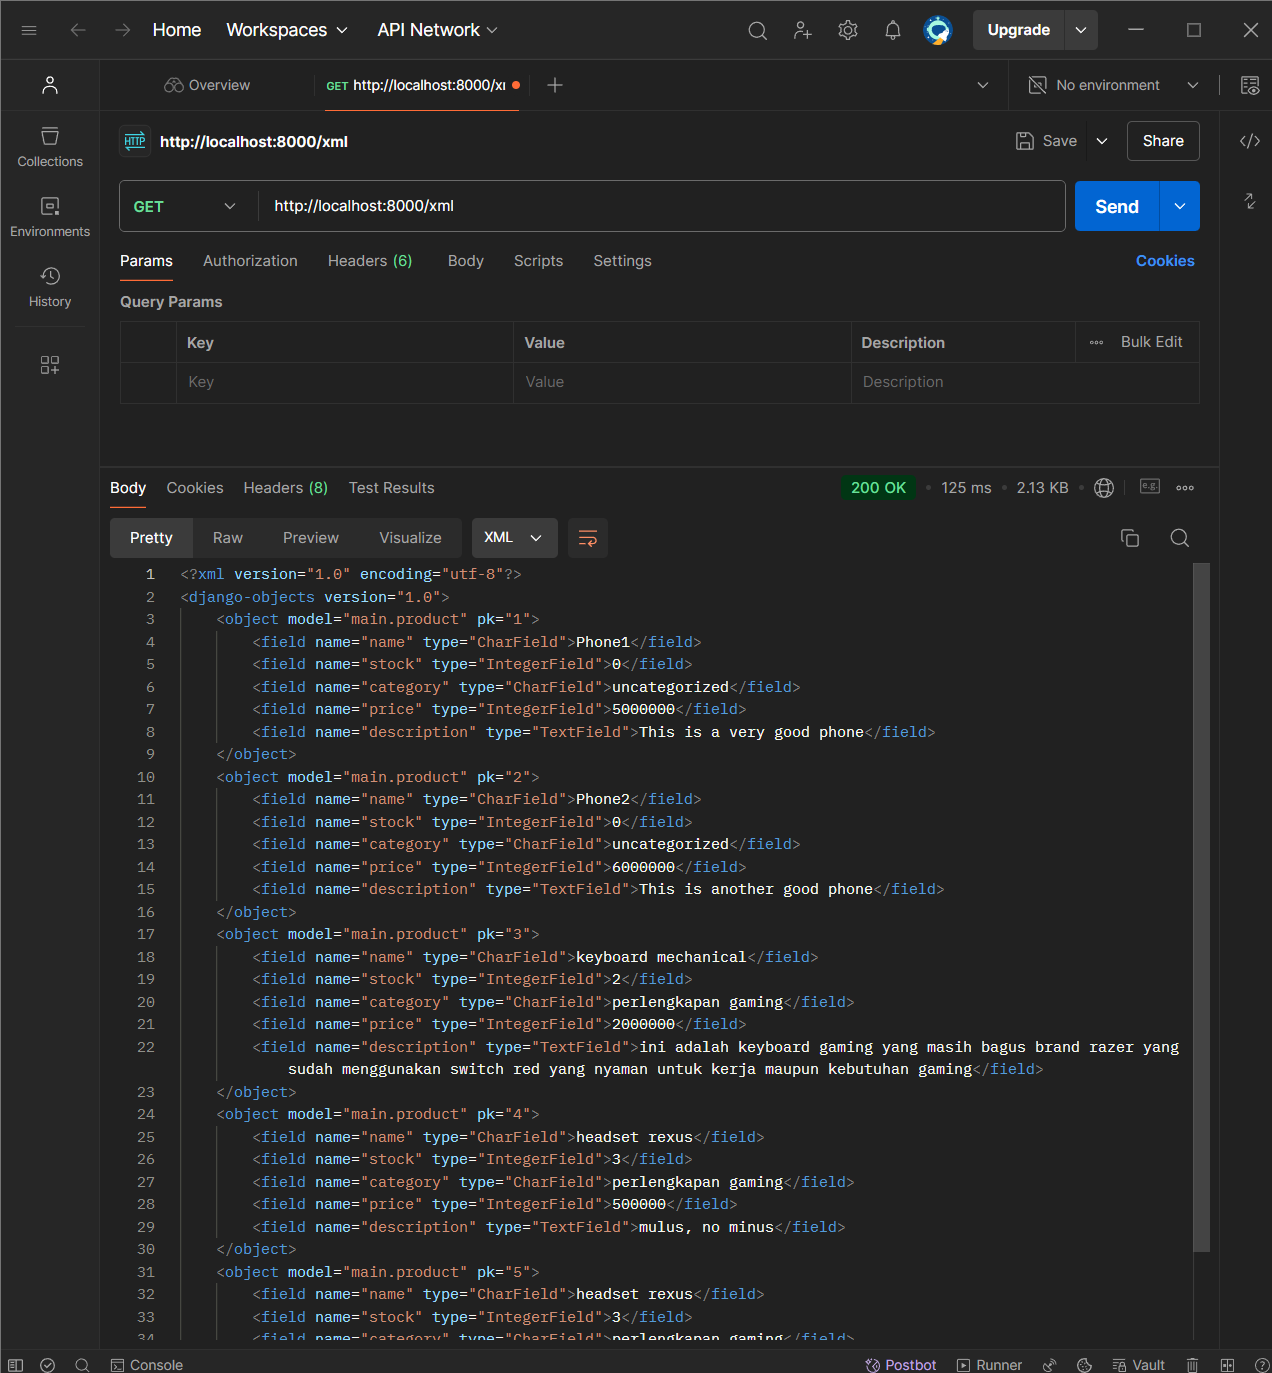 Home Workspaces API Network Upgrade
Overview GET http://localhost:8000/x No environment
HTTP http://localhost:8000/xml Save Share
Collections
GET http://localhost:8000/xml Send
Environments
Params Authorization Headers (6) Body Scripts Settings Cookies
History
Query Params
Key Value Description Bulk Edit
Key Value Description
Body Cookies Headers (8) Test Results 200 OK 125 ms 2.13 KB e.g.
Pretty Raw Preview Visualize XML
1 <?xml version="1.0" encoding="utf-8"?>
2 <django-objects version="1.0">
3 <object model="main.product" pk="1">
4 <field name="name" type="CharField">Phone1</field>
5 <field name="stock" type="IntegerField">0</field>
6 <field name="category" type="CharField">uncategorized</field>
7 <field name="price" type="IntegerField">5000000</field>
8 <field name="description" type="TextField">This is a very good phone</field>
9 </object>
10 <object model="main.product" pk="2">
11 <field name="name" type="CharField">Phone2</field>
12 <field name="stock" type="IntegerField">0</field>
13 <field name="category" type="CharField">uncategorized</field>
14 <field name="price" type="IntegerField">6000000</field>
15 <field name="description" type="TextField">This is another good phone</field>
16 </object>
17 <object model="main.product" pk="3">
18 <field name="name" type="CharField">keyboard mechanical</field>
19 <field name="stock" type="IntegerField">2</field>
20 <field name="category" type="CharField">perlengkapan gaming</field>
21 <field name="price" type="IntegerField">2000000</field>
22 <field name="description" type="TextField">ini adalah keyboard gaming yang masih bagus brand razer yang
sudah menggunakan switch red yang nyaman untuk kerja maupun kebutuhan gaming</field>
23 </object>
24 <object model="main.product" pk="4">
25 <field name="name" type="CharField">headset rexus</field>
26 <field name="stock" type="IntegerField">3</field>
27 <field name="category" type="CharField">perlengkapan gaming</field>
28 <field name="price" type="IntegerField">500000</field>
29 <field name="description" type="TextField">mulus, no minus</field>
30 </object>
31 <object model="main.product" pk="5">
32 <field name="name" type="CharField">headset rexus</field>
33 <field name="stock" type="IntegerField">3</field>
34 <field name="category" type="CharField">perlengkapan gaming</field>
Console Postbot Runner Vault